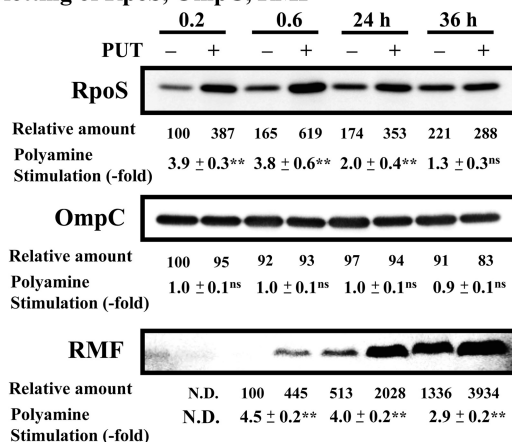 0.2 0.6 24 h 36 h
PUT – + – + – + – +
RpoS
Relative amount 100 387 165 619 174 353 221 288
Polyamine Stimulation (-fold) 3.9 ± 0.3** 3.8 ± 0.6** 2.0 ± 0.4** 1.3 ± 0.3ns
OmpC
Relative amount 100 95 92 93 97 94 91 83
Polyamine Stimulation (-fold) 1.0 ± 0.1ns 1.0 ± 0.1ns 1.0 ± 0.1ns 0.9 ± 0.1ns
RMF
Relative amount N.D. 100 445 513 2028 1336 3934
Polyamine Stimulation (-fold) N.D. 4.5 ± 0.2** 4.0 ± 0.2** 2.9 ± 0.2**